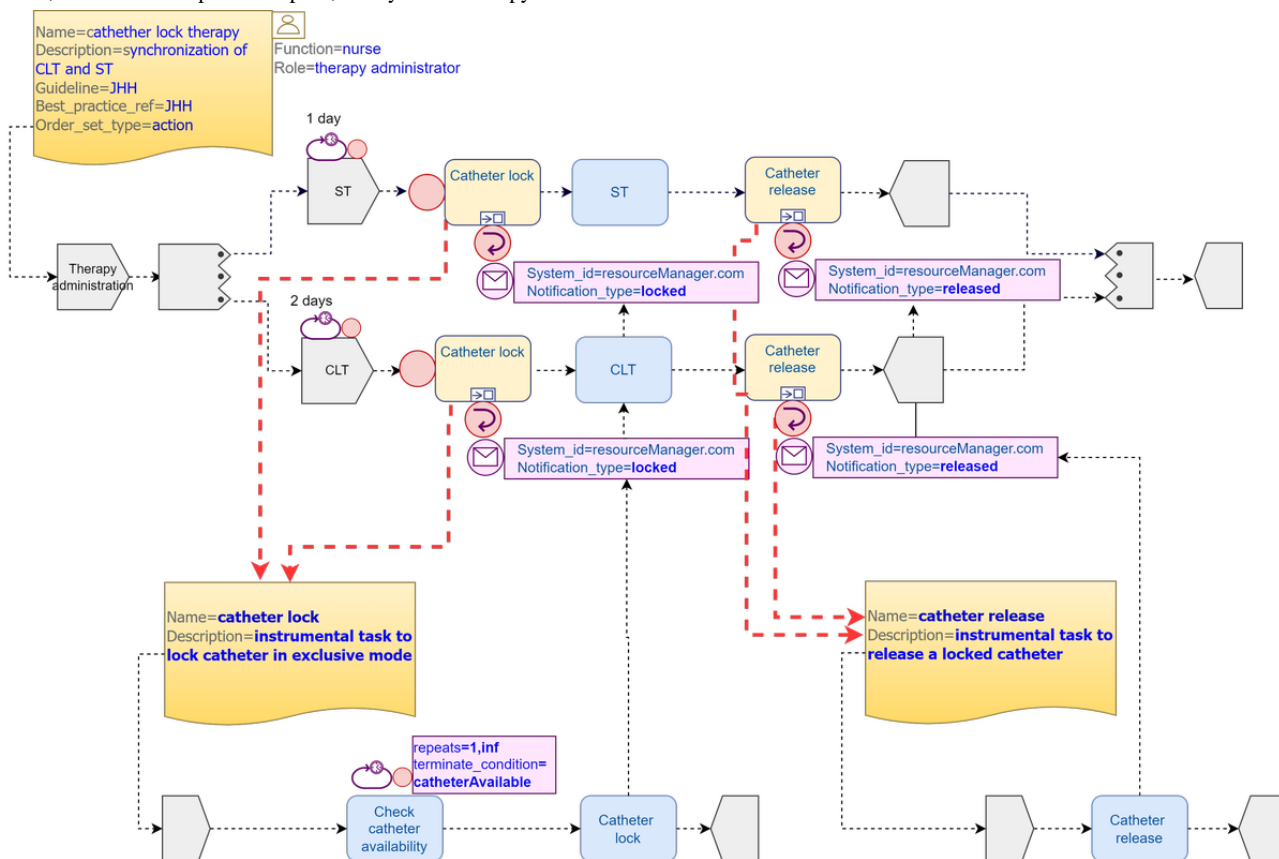 Name=cathether lock therapy
Description=synchronization of
CLT and ST
Guideline=JHH
Best_practice_ref=JHH
Order_set_type=action
Function=nurse
Role=therapy administrator
1 day
ST
Catheter lock
ST
Catheter
release
System_id=resourceManager.com
Notification_type=locked
System_id=resourceManager.com
Notification_type=released
Therapy
administration
2 days
CLT
Catheter lock
CLT
Catheter
release
System_id=resourceManager.com
Notification_type=locked
System_id=resourceManager.com
Notification_type=released
Name=catheter lock
Description=instrumental task to
lock catheter in exclusive mode
Name=catheter release
Description=instrumental task to
release a locked catheter
repeats=1,inf
terminate_condition=
catheterAvailable
Check
catheter
availability
Catheter
lock
Catheter
release